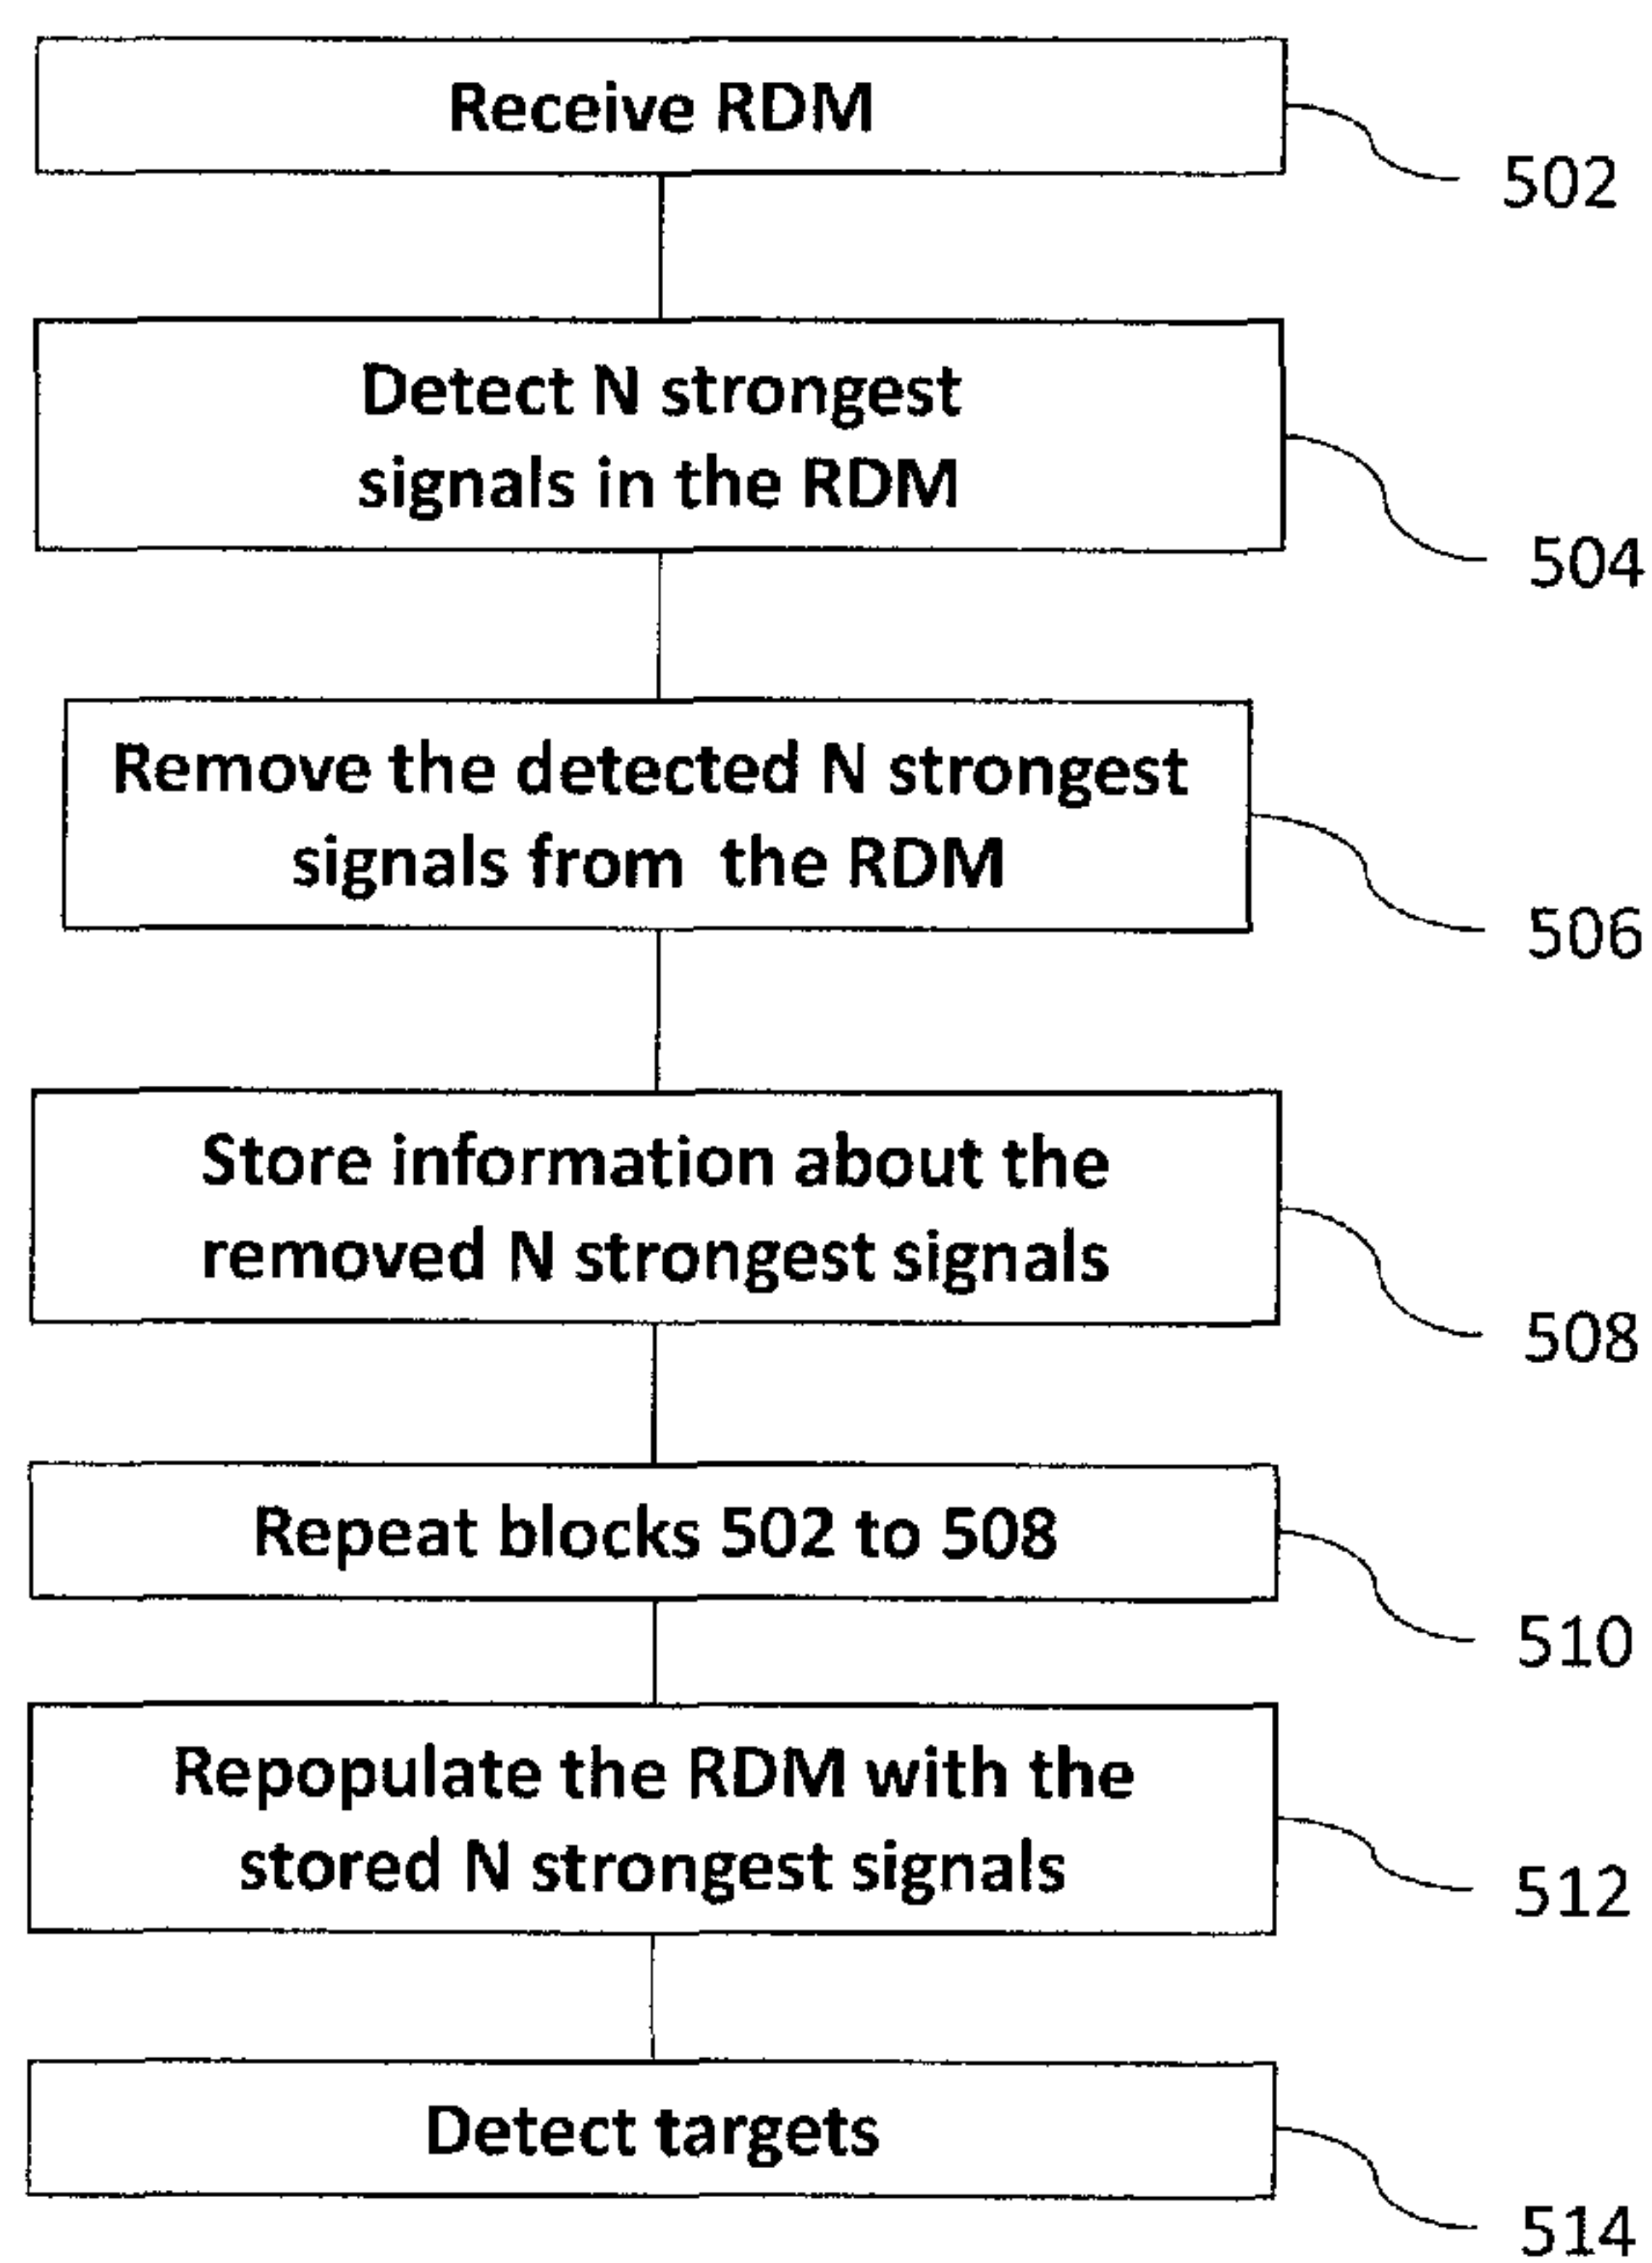 Receive RDM
502
Detect N strongest
signals in the RDM
504
Remove the detected N strongest
signals from the RDM
506
Store information about the
removed N strongest signals
508
Repeat blocks 502 to 508
510
Repopulate the RDM with the
stored N strongest signals
512
Detect targets
514